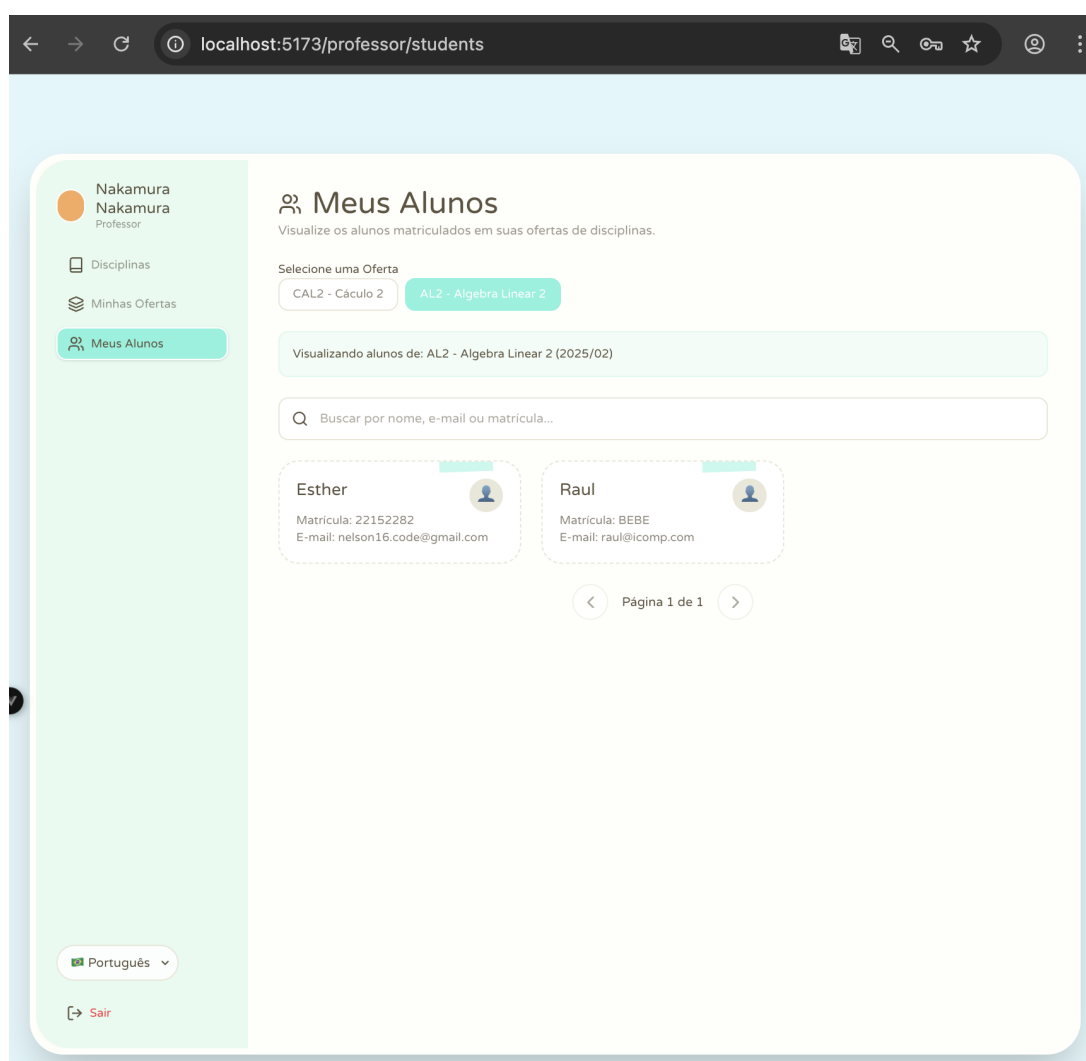 localhost:5173/professor/students
Nakamura
Nakamura
Professor
Disciplinas
Minhas Ofertas
Meus Alunos
Português
Sair
Meus Alunos
Visualize os alunos matriculados em suas ofertas de disciplinas.
Selecione uma Oferta
CAL2 - Cáculo 2
AL2 - Algebra Linear 2
Visualizando alunos de: AL2 - Algebra Linear 2 (2025/02)
Buscar por nome, e-mail ou matrícula...
Esther
Matrícula: 22152282
E-mail: nelson16.code@gmail.com
Raul
Matrícula: BEBE
E-mail: raul@icomp.com
Página 1 de 1